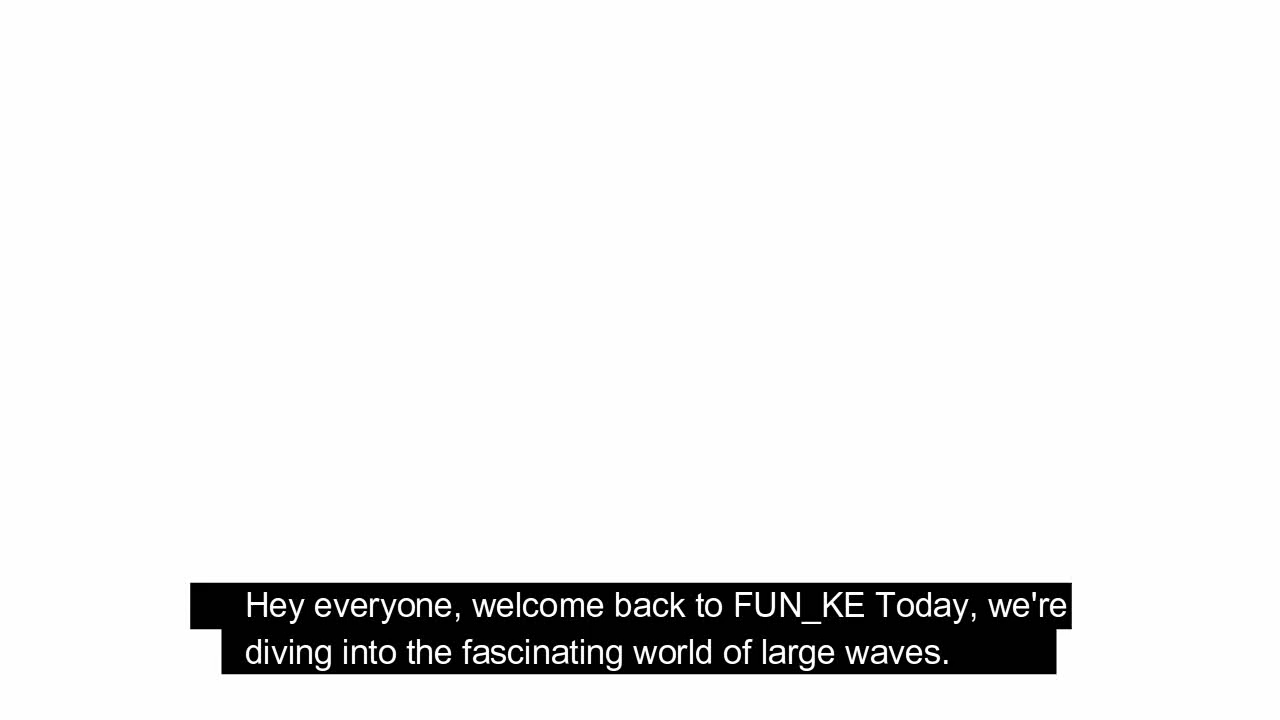 Hey everyone, welcome back to FUN_KE Today, we're
diving into the fascinating world of large waves.